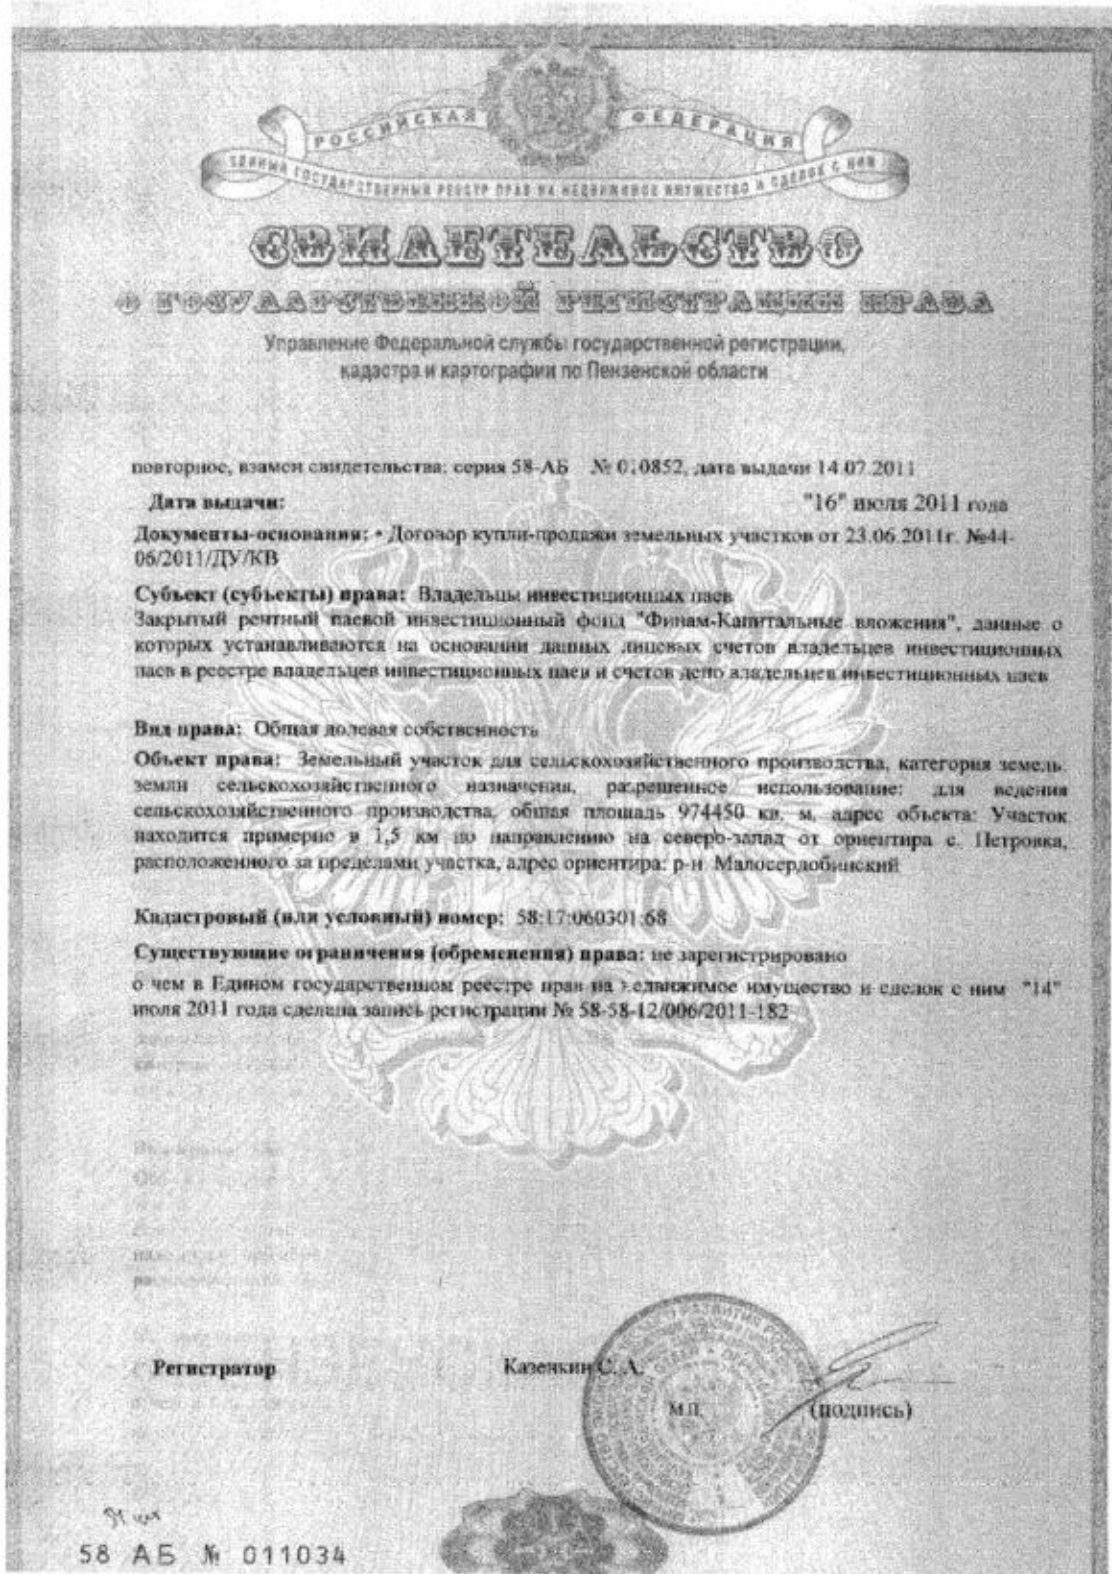 РОССИЙСКАЯ ФЕДЕРАЦИЯ
ЕДИНЫЙ ГОСУДАРСТВЕННЫЙ РЕЕСТР ПРАВ НА НЕДВИЖИМОЕ ИМУЩЕСТВО И СДЕЛОК С НИМ
СВИДЕТЕЛЬСТВО
О ГОСУДАРСТВЕННОЙ РЕГИСТРАЦИИ ПРАВА
Управление Федеральной службы государственной регистрации,
кадастра и картографии по Пензенской области
повторное, взамен свидетельства: серия 58-АБ № 010852, дата выдачи 14.07.2011
Дата выдачи: "16" июля 2011 года
Документы-основания: • Договор купли-продажи земельных участков от 23.06.2011г. №44-
06/2011/ДУ/КВ
Субъект (субъекты) права: Владельцы инвестиционных паев
Закрытый рентный паевой инвестиционный фонд "Финам-Капитальные вложения", данные о
которых устанавливаются на основании данных лицевых счетов владельцев инвестиционных
паев в реестре владельцев инвестиционных паев и счетов депо владельцев инвестиционных паев
Вид права: Общая долевая собственность
Объект права: Земельный участок для сельскохозяйственного производства, категория земель:
земли сельскохозяйственного назначения, разрешенное использование: для ведения
сельскохозяйственного производства, общая площадь 974450 кв. м, адрес объекта: Участок
находится примерно в 1,5 км по направлению на северо-запад от ориентира с. Петровка,
расположенного за пределами участка, адрес ориентира: р-н Малосердобинский
Кадастровый (или условный) номер: 58:17:060301:68
Существующие ограничения (обременения) права: не зарегистрировано
о чем в Едином государственном реестре прав на недвижимое имущество и сделок с ним "14"
июля 2011 года сделана запись регистрации № 58-58-12/006/2011-182
Регистратор Казенкин С. А.
М.П. (подпись)
58 АБ № 011034